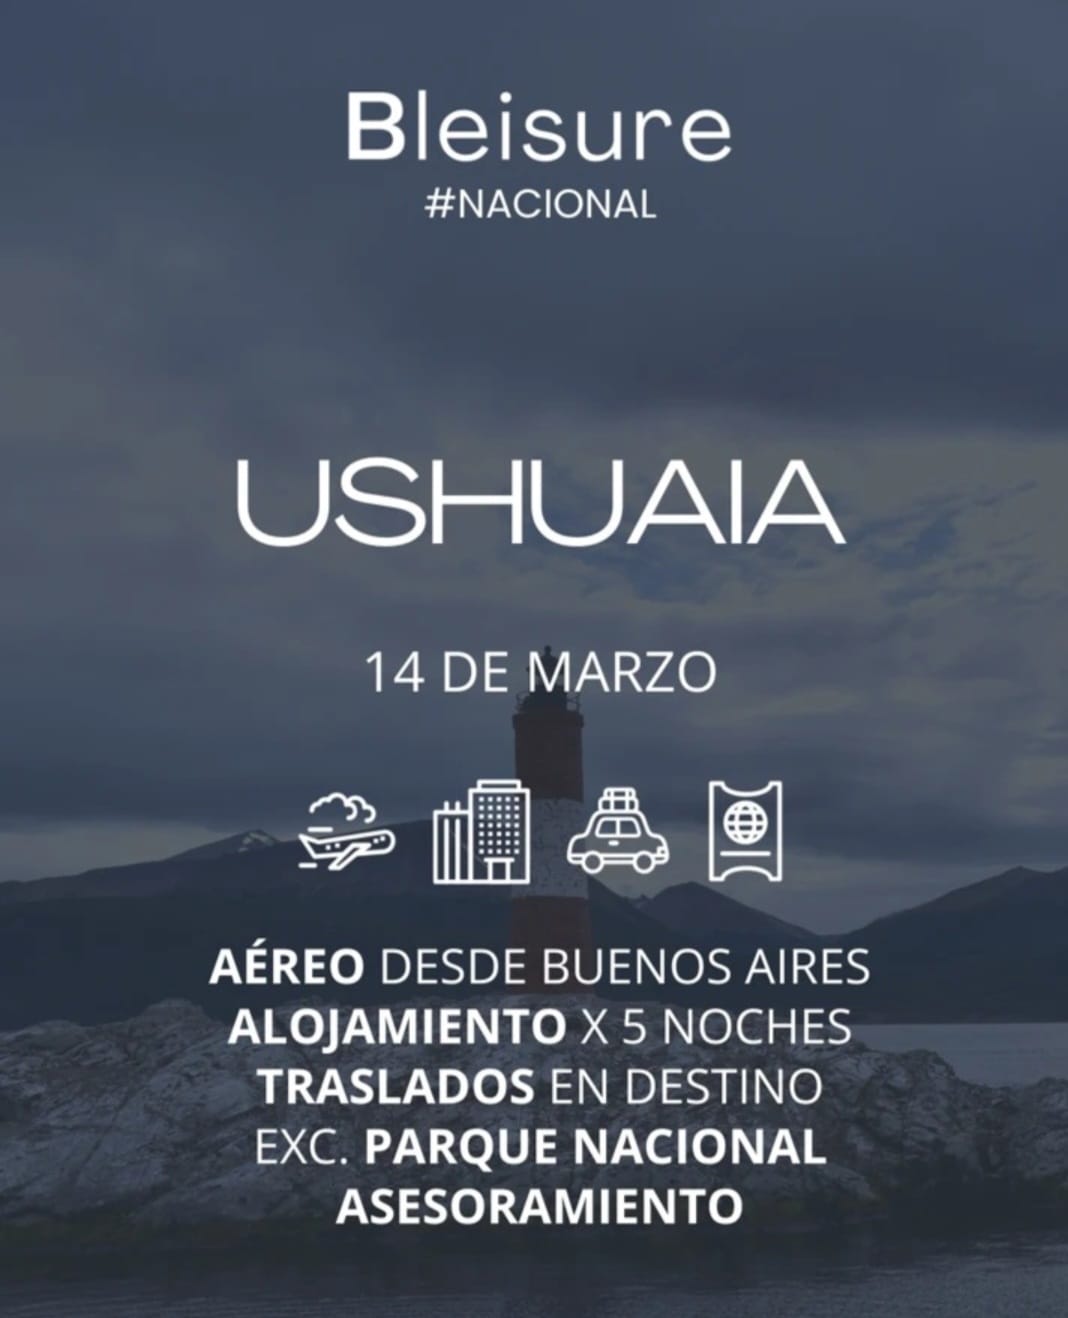 Bleisure
#NACIONAL
USHUAIA
14 DE MARZO
AÉREO DESDE BUENOS AIRES
ALOJAMIENTO X 5 NOCHES
TRASLADOS EN DESTINO
EXC. PARQUE NACIONAL
ASESORAMIENTO